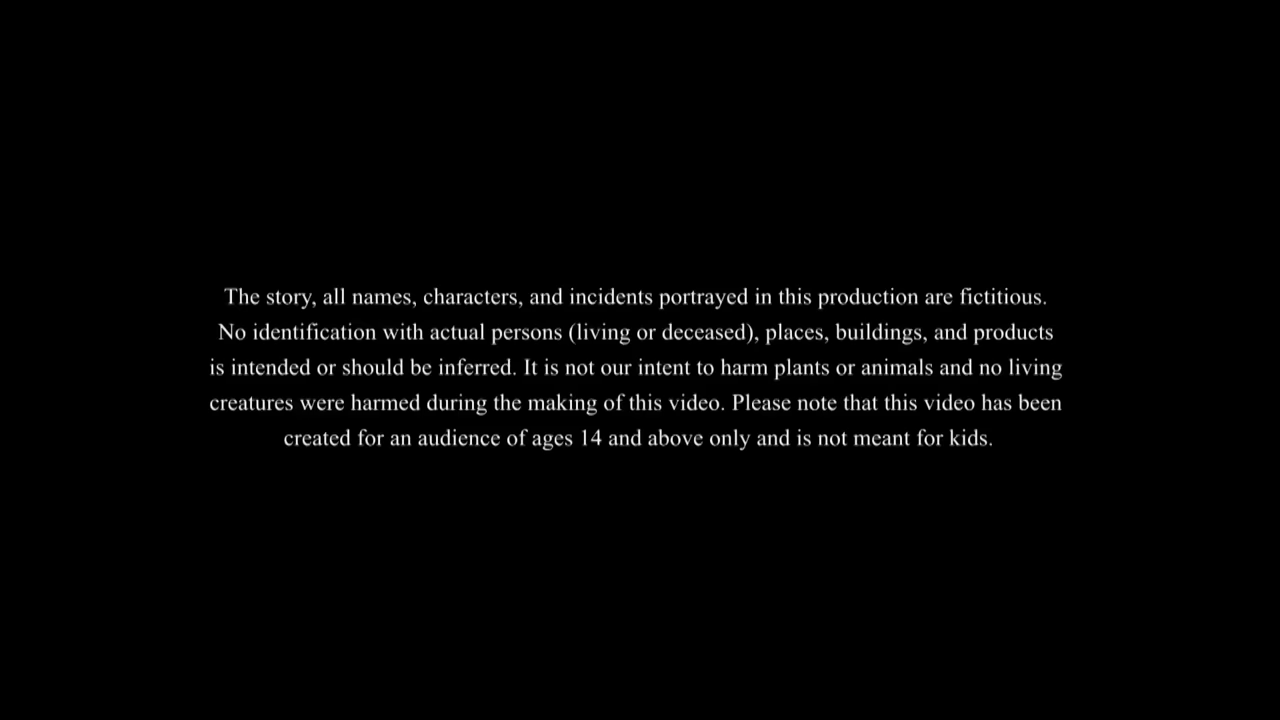 The story, all names, characters, and incidents portrayed in this production are fictitious.
No identification with actual persons (living or deceased), places, buildings, and products
is intended or should be inferred. It is not our intent to harm plants or animals and no living
creatures were harmed during the making of this video. Please note that this video has been
created for an audience of ages 14 and above only and is not meant for kids.